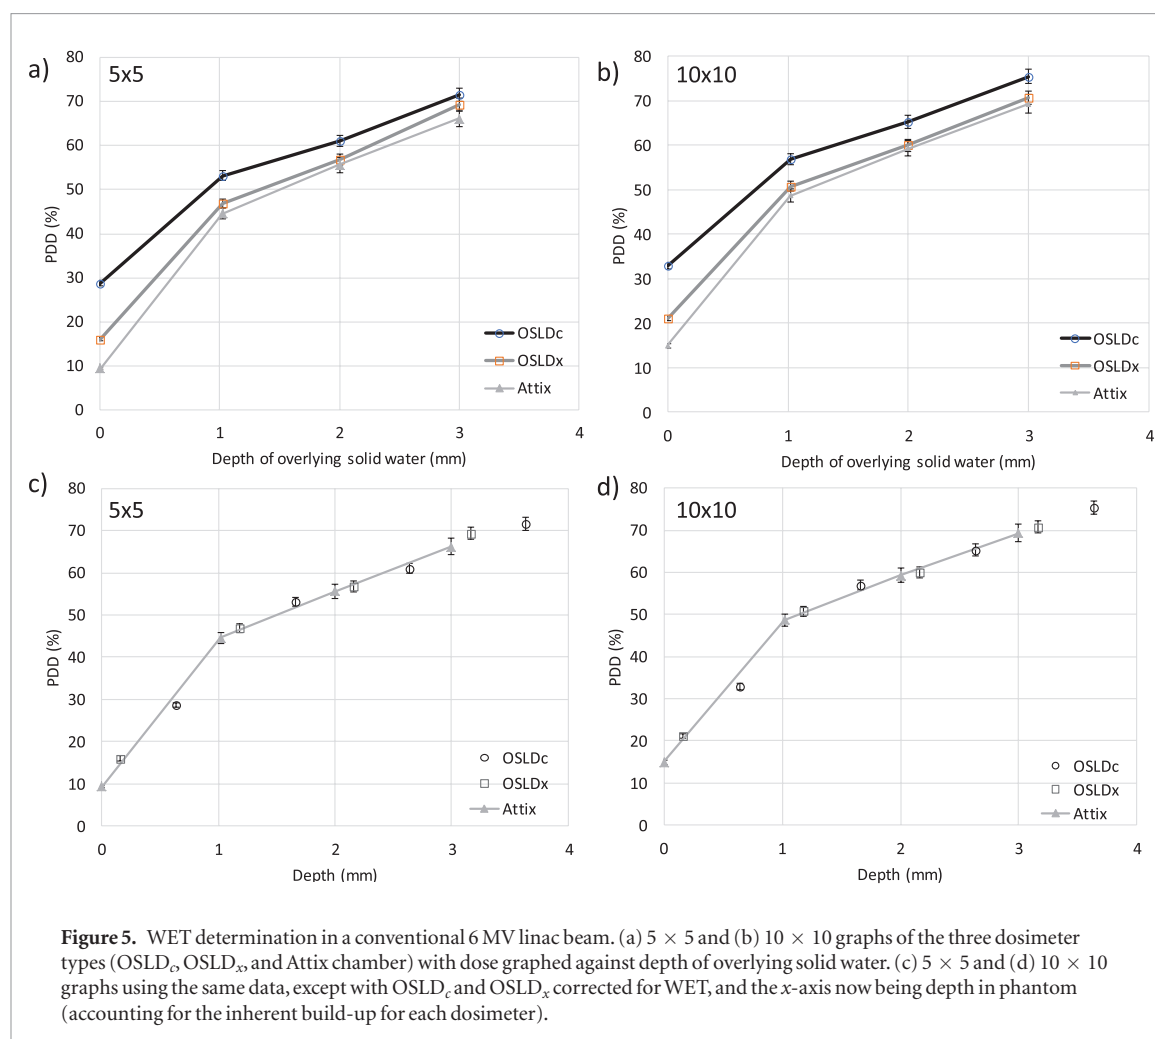 a)
5x5
80
70
60
50
40
30
20
10
0
PDD (%)
0 1 2 3 4
Depth of overlying solid water (mm)
OSLDc
OSLDx
Attix
b)
10x10
80
70
60
50
40
30
20
10
0
PDD (%)
0 1 2 3 4
Depth of overlying solid water (mm)
OSLDc
OSLDx
Attix
c)
5x5
80
70
60
50
40
30
20
10
0
PDD (%)
0 1 2 3 4
Depth (mm)
OSLDc
OSLDx
Attix
d)
10x10
80
70
60
50
40
30
20
10
0
PDD (%)
0 1 2 3 4
Depth (mm)
OSLDc
OSLDx
Attix
Figure 5. WET determination in a conventional 6 MV linac beam. (a) 5 × 5 and (b) 10 × 10 graphs of the three dosimeter
types (OSLDc, OSLDx, and Attix chamber) with dose graphed against depth of overlying solid water. (c) 5 × 5 and (d) 10 × 10
graphs using the same data, except with OSLDc and OSLDx corrected for WET, and the x-axis now being depth in phantom
(accounting for the inherent build-up for each dosimeter).